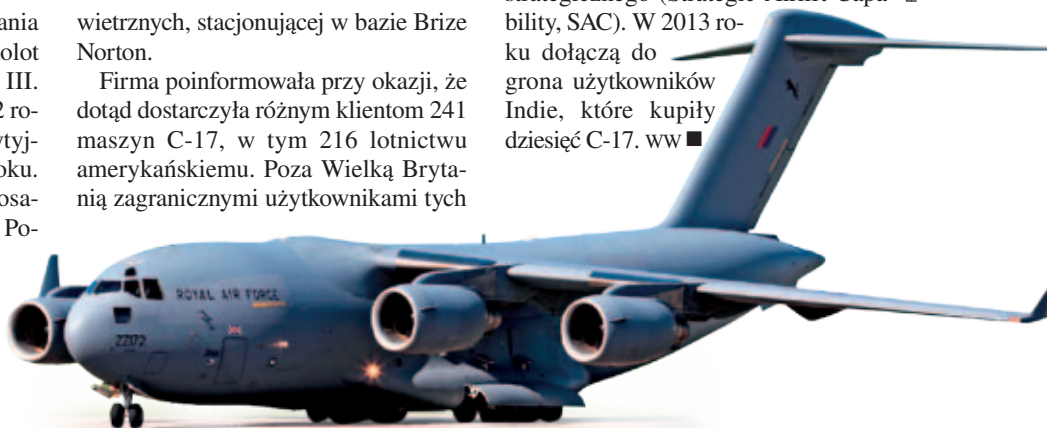 ania
olot
III.
2 ro-
ytyj-
oku.
osa-
Po-
wietrznych, stacjonującej w bazie Brize
Norton.
Firma poinformowała przy okazji, że
dotąd dostarczyła różnym klientom 241
maszyn C-17, w tym 216 lotnictwu
amerykańskiemu. Poza Wielką Bryta-
nią zagranicznymi użytkownikami tych
bility, SAC). W 2013 ro-
ku dołączą do
grona użytkowników
Indie, które kupiły
dziesięć C-17. WW
ROYAL AIR FORCE
ZZ172